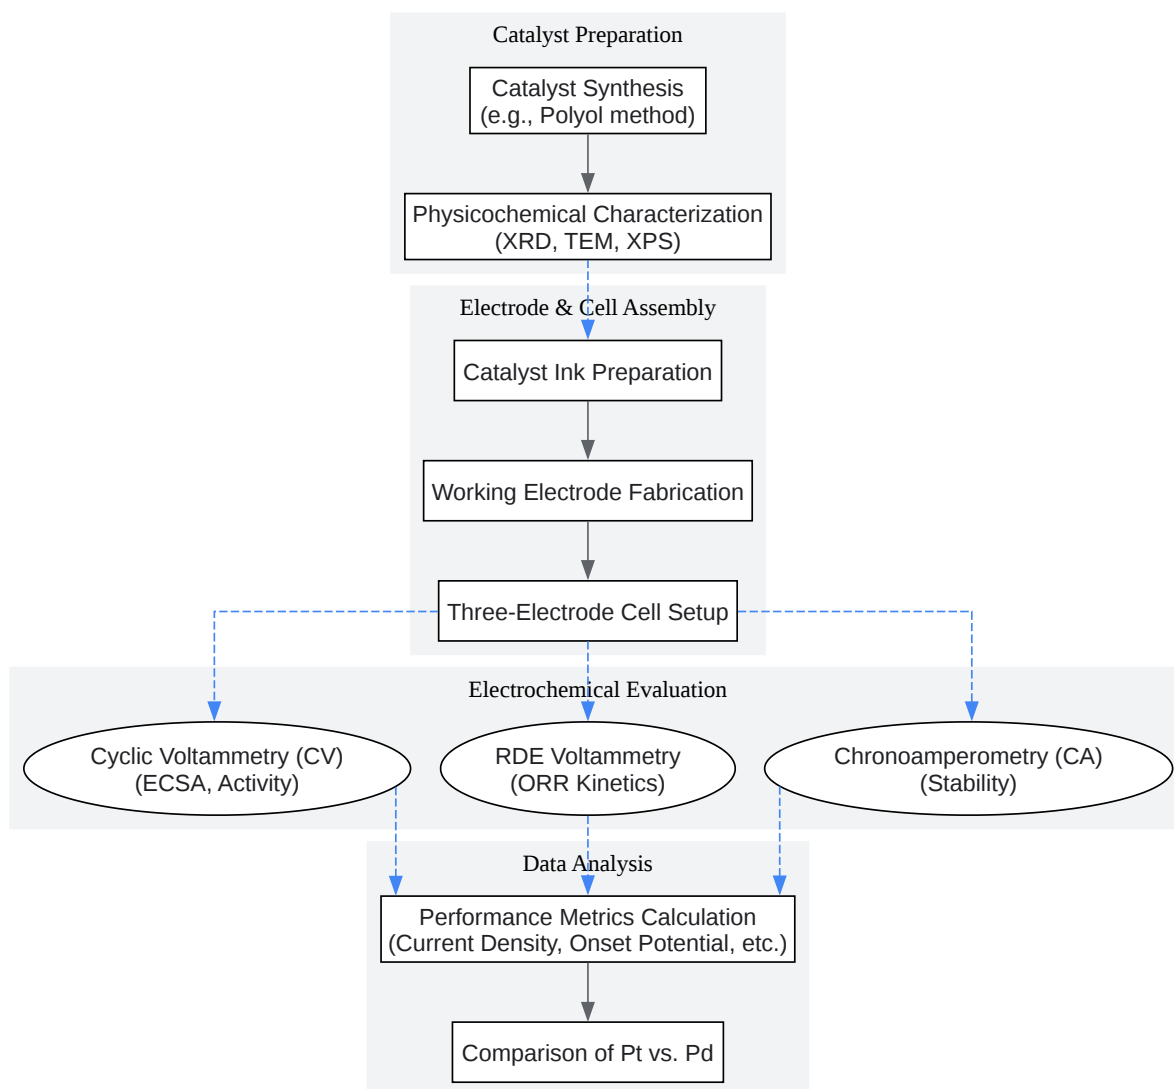 Catalyst Preparation
Catalyst Synthesis
(e.g., Polyol method)
Physicochemical Characterization
(XRD, TEM, XPS)
Electrode & Cell Assembly
Catalyst Ink Preparation
Working Electrode Fabrication
Three-Electrode Cell Setup
Electrochemical Evaluation
Cyclic Voltammetry (CV)
(ECSA, Activity)
RDE Voltammetry
(ORR Kinetics)
Chronoamperometry (CA)
(Stability)
Data Analysis
Performance Metrics Calculation
(Current Density, Onset Potential, etc.)
Comparison of Pt vs. Pd